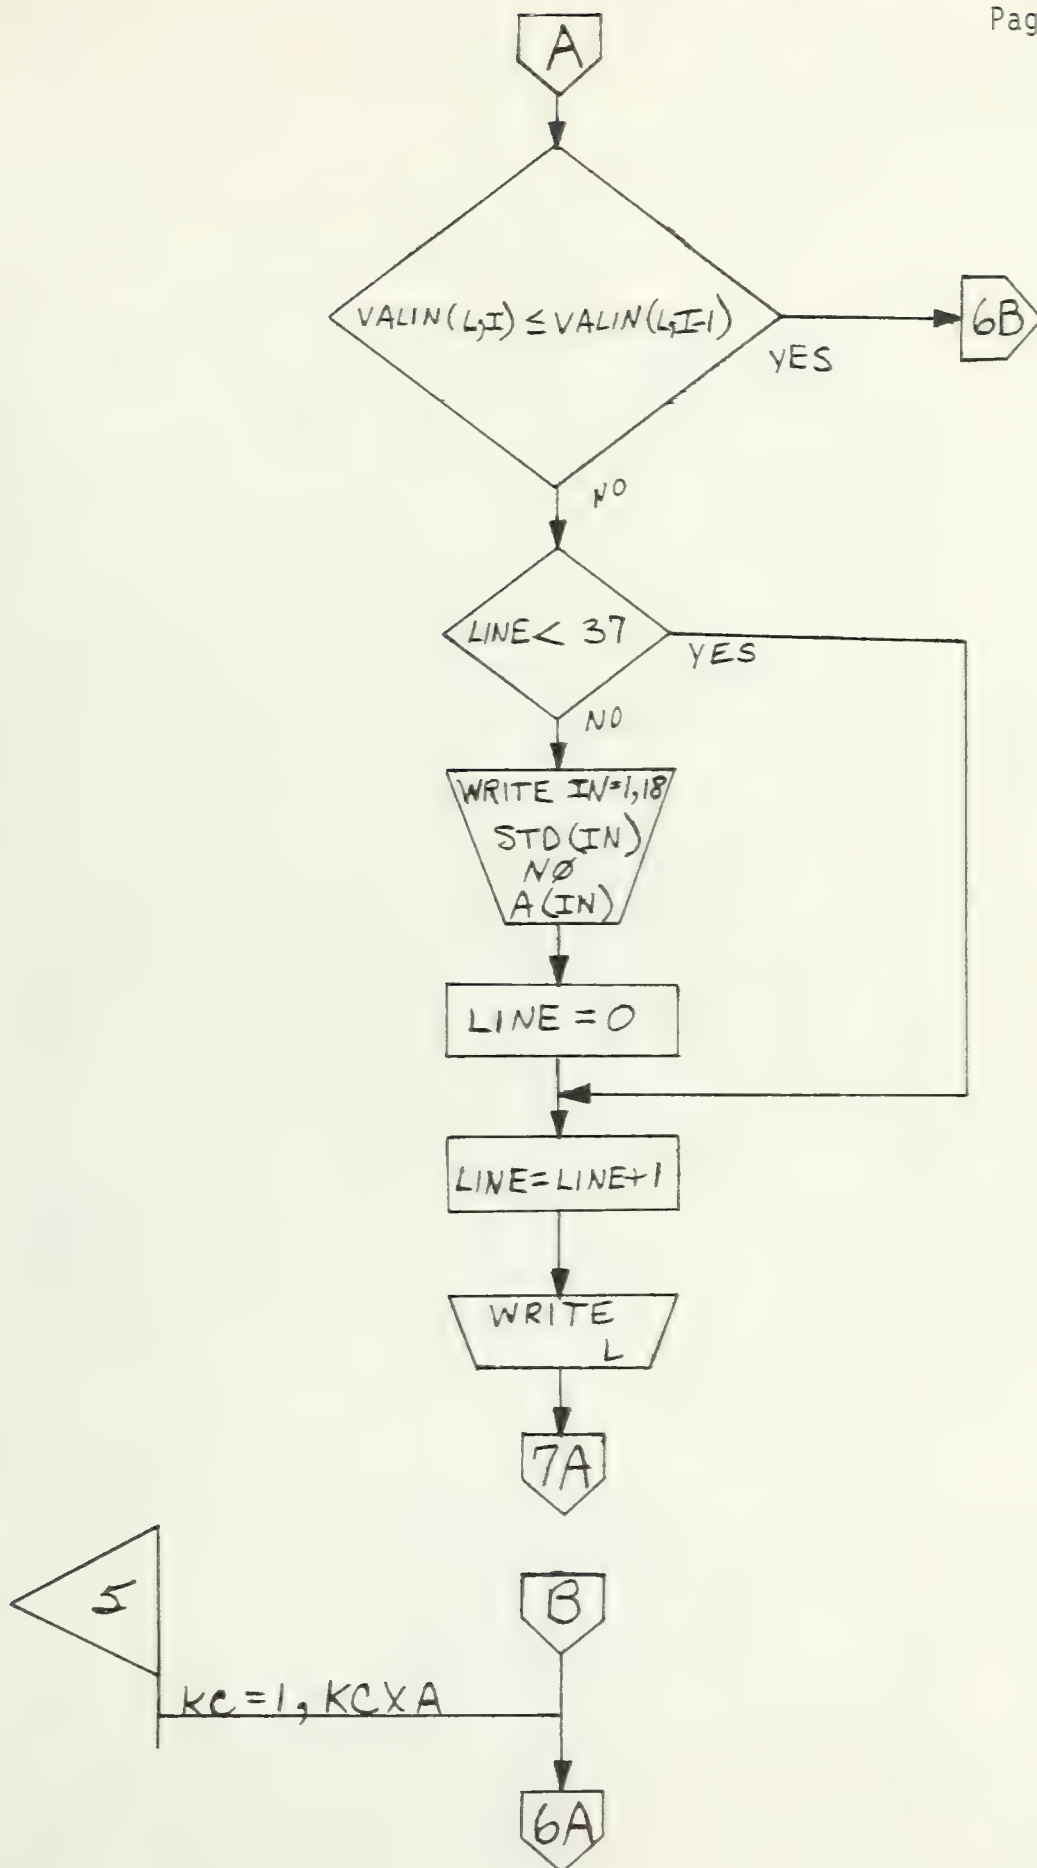 Pag
A
VALIN(L,I) ≤ VALIN(L,I-1)
6B
YES
NO
LINE < 37
YES
NO
WRITE IN=1,18
STD(IN)
NØ
A(IN)
LINE = 0
LINE=LINE+1
WRITE
L
7A
5
B
KC=1, KCXA
6A